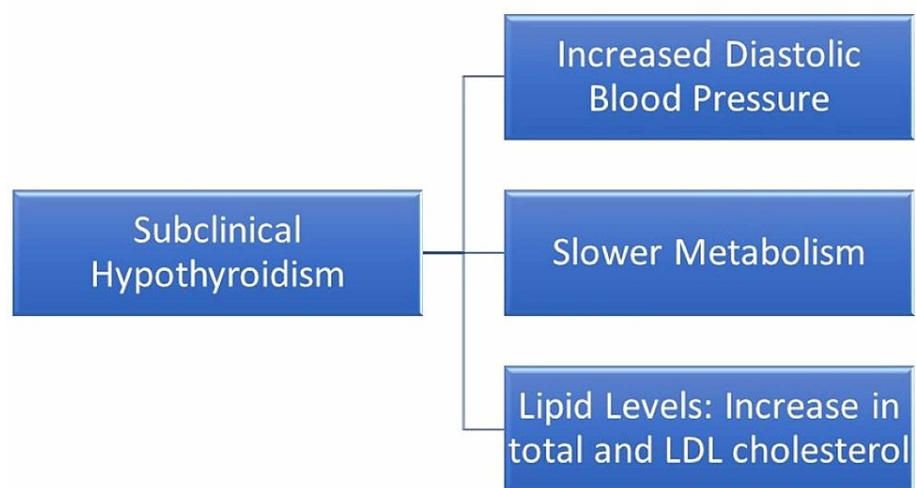 Subclinical
Hypothyroidism
Increased Diastolic
Blood Pressure
Slower Metabolism
Lipid Levels: Increase in
total and LDL cholesterol